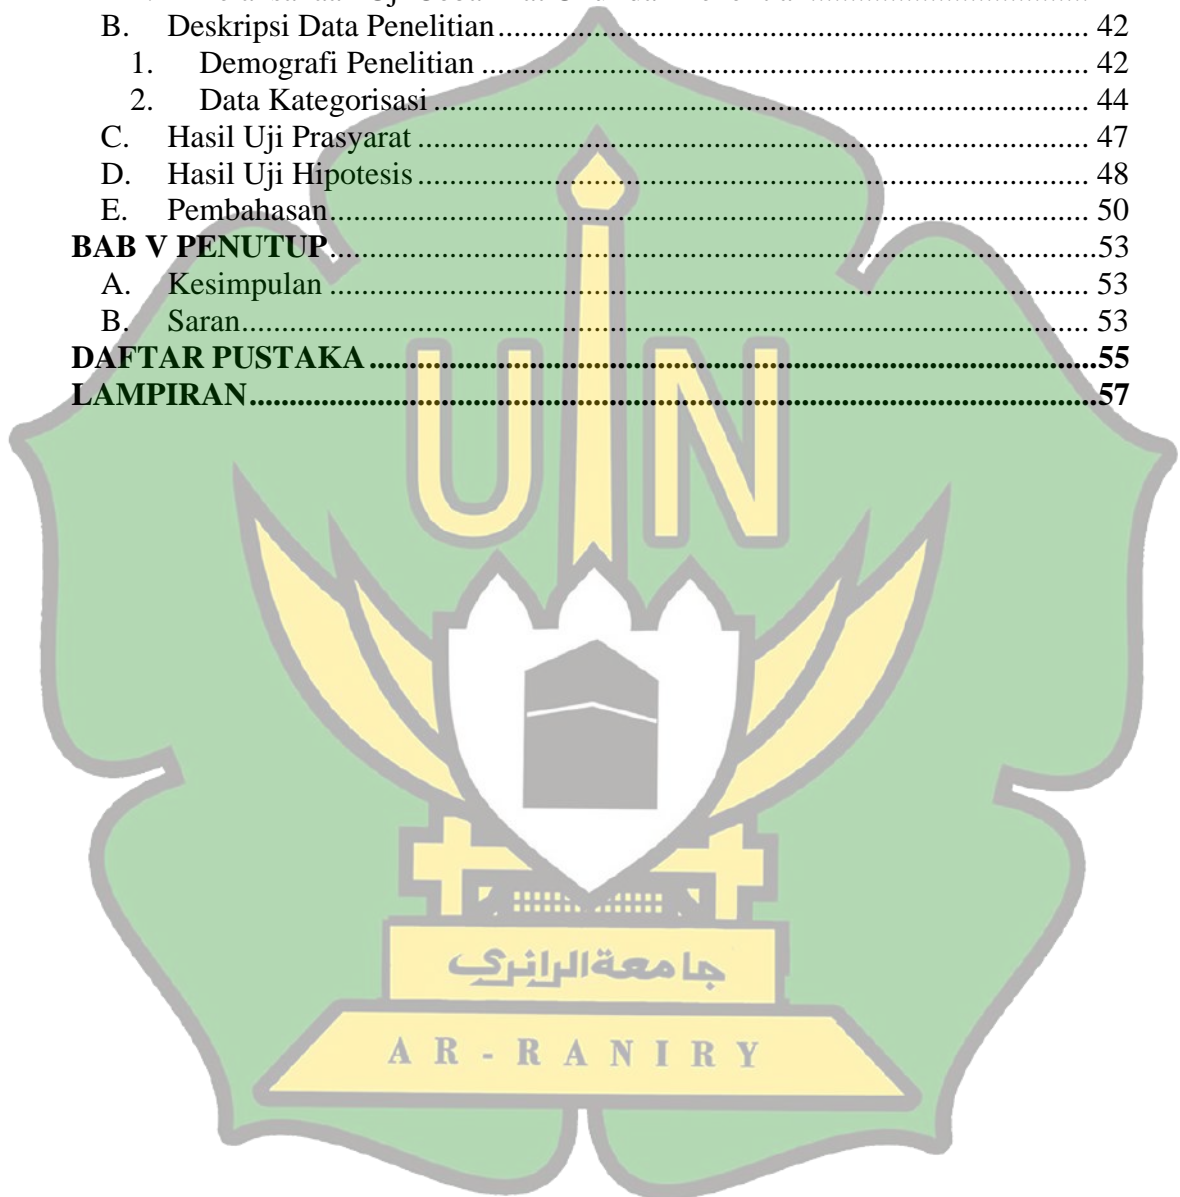 B. Deskripsi Data Penelitian........................................................................ 42
1. Demografi Penelitian .......................................................................... 42
2. Data Kategorisasi ................................................................................ 44
C. Hasil Uji Prasyarat .................................................................................. 47
D. Hasil Uji Hipotesis .................................................................................. 48
E. Pembahasan............................................................................................. 50
BAB V PENUTUP............................................................................................53
A. Kesimpulan ............................................................................................. 53
B. Saran........................................................................................................ 53
DAFTAR PUSTAKA .......................................................................................55
LAMPIRAN.......................................................................................................57
UIN
جامعة الرانري
AR-RANIRY